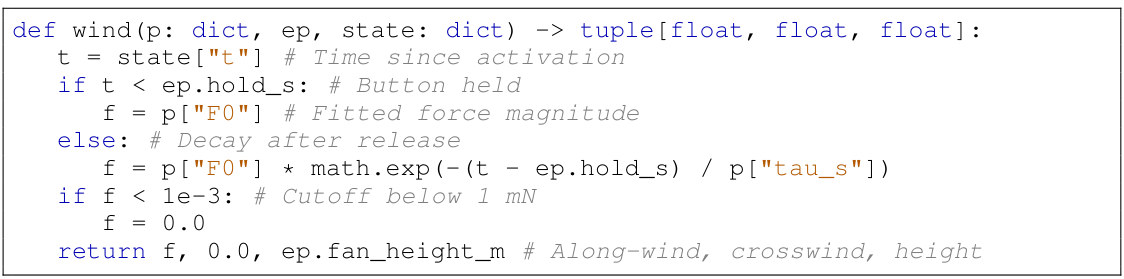 def wind(p: dict, ep, state: dict) -> tuple[float, float, float]:
    t = state["t"] # Time since activation
    if t < ep.hold_s: # Button held
        f = p["F0"] # Fitted force magnitude
    else: # Decay after release
        f = p["F0"] * math.exp(-(t - ep.hold_s) / p["tau_s"])
    if f < 1e-3: # Cutoff below 1 mN
        f = 0.0
    return f, 0.0, ep.fan_height_m # Along-wind, crosswind, height